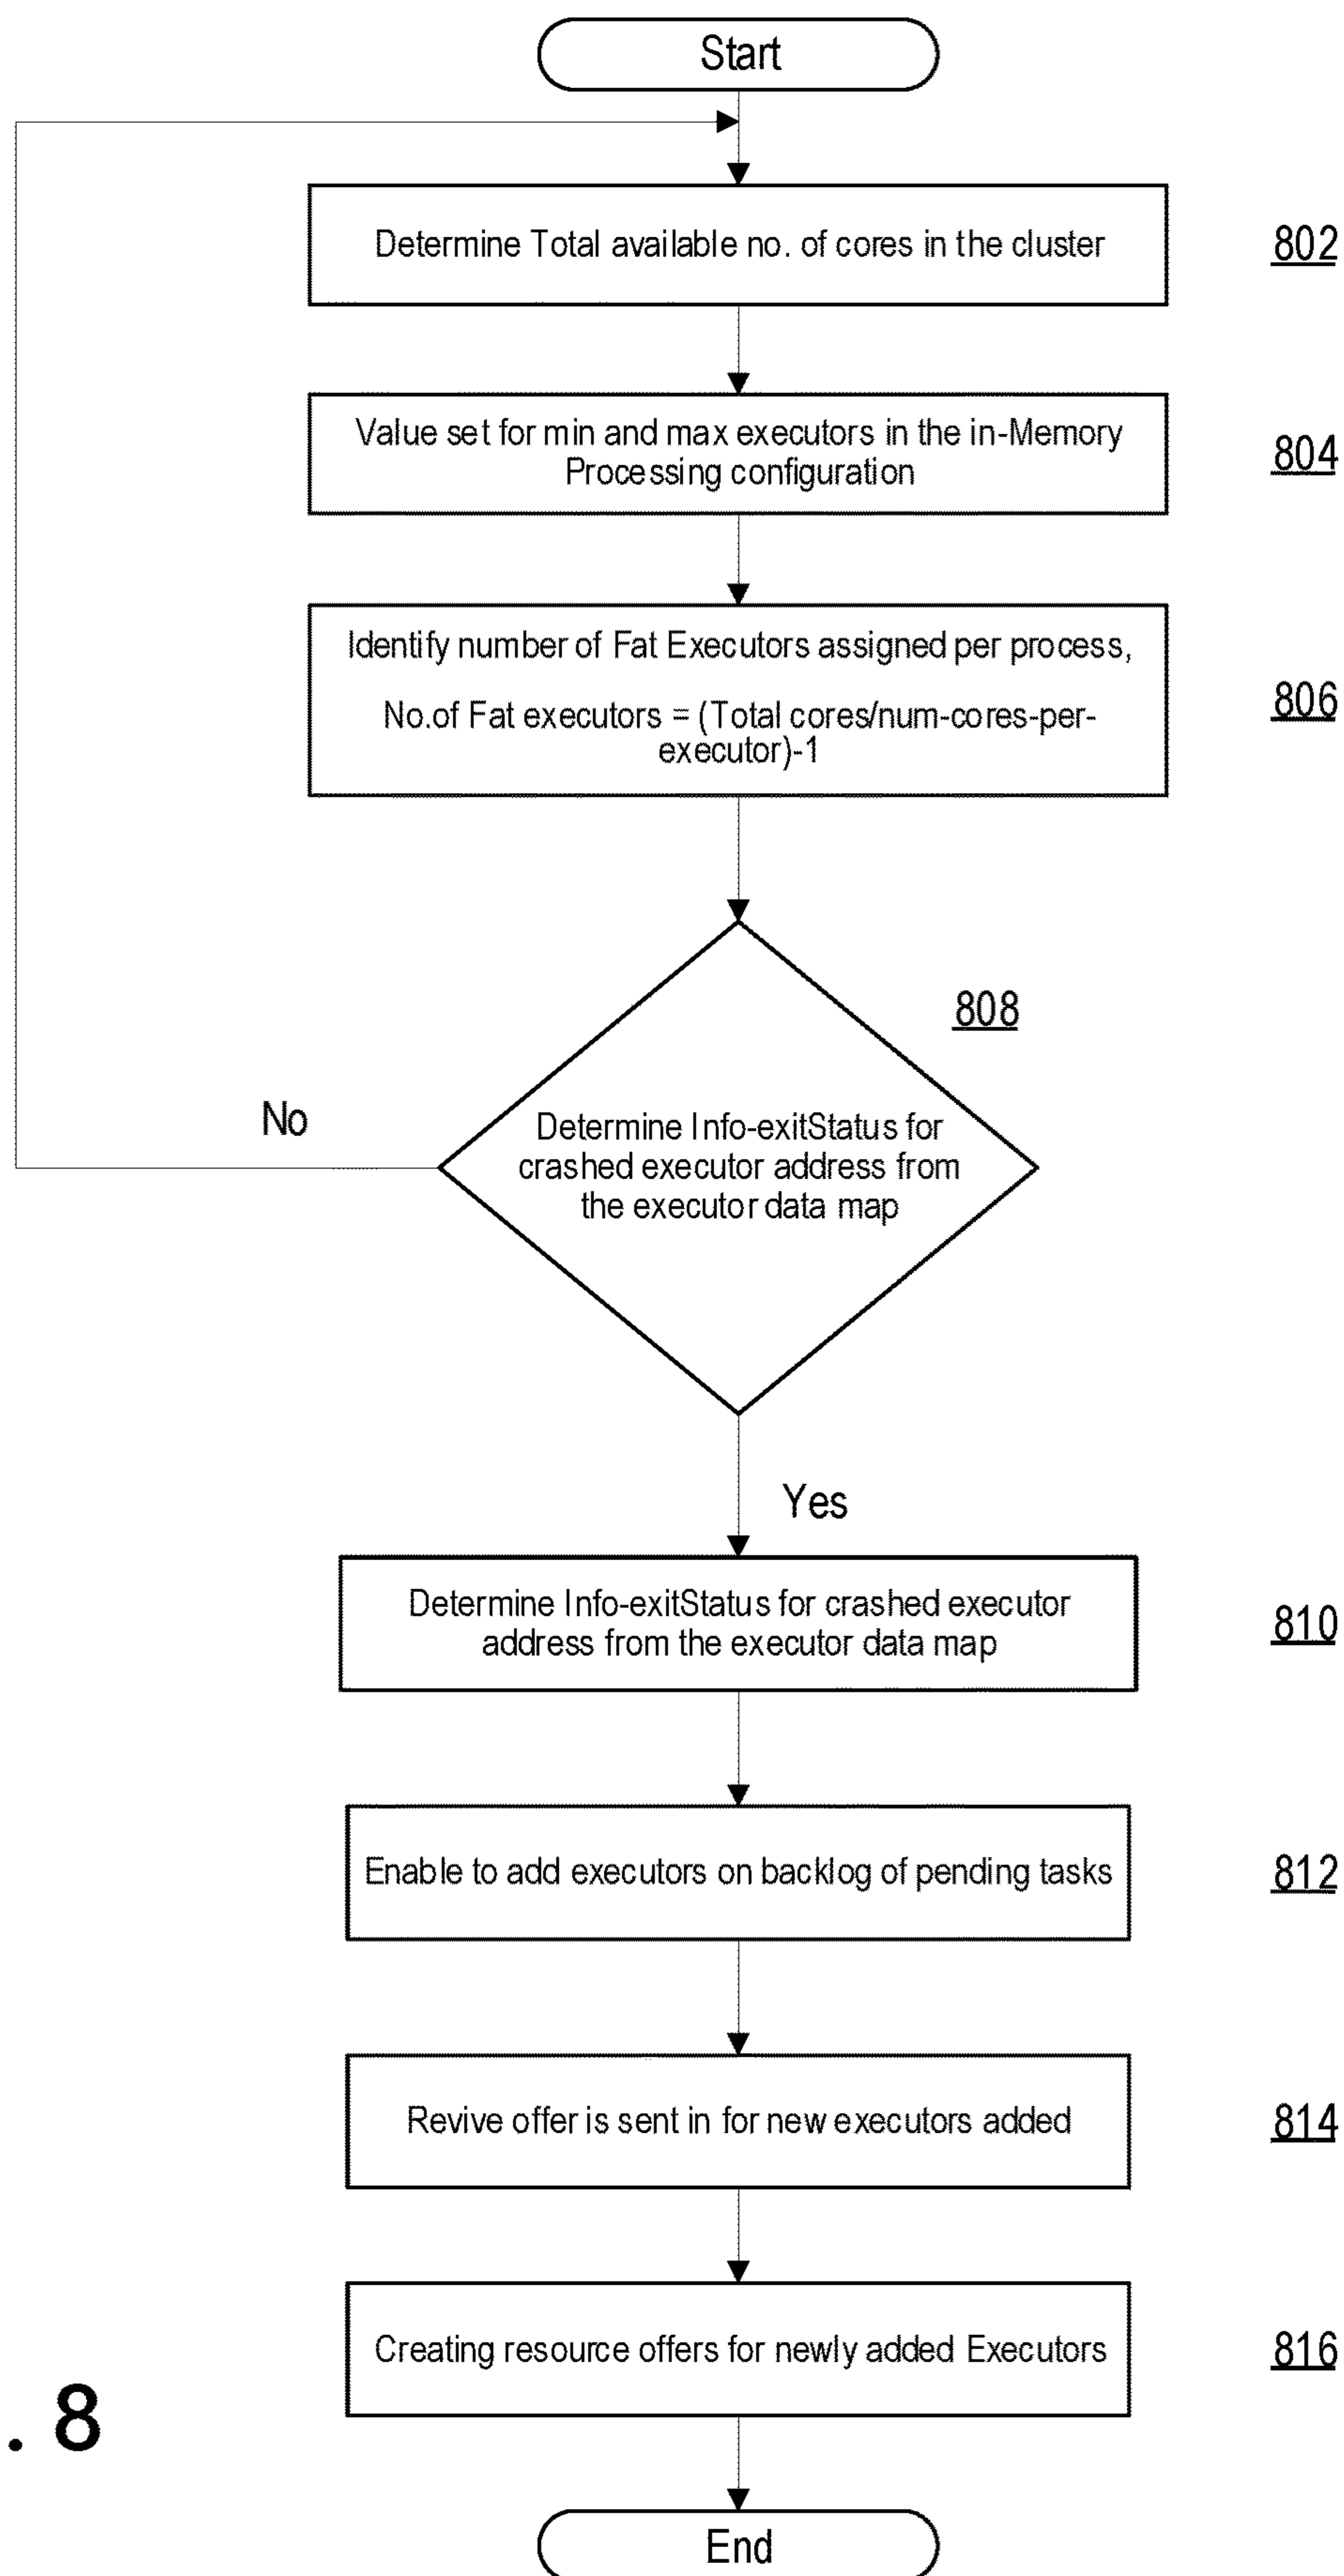 Start
Determine Total available no. of cores in the cluster
802
Value set for min and max executors in the in-Memory
Processing configuration
804
Identify number of Fat Executors assigned per process,
No.of Fat executors = (Total cores/num-cores-per-
executor)-1
806
808
No
Determine Info-exitStatus for
crashed executor address from
the executor data map
Yes
Determine Info-exitStatus for crashed executor
address from the executor data map
810
Enable to add executors on backlog of pending tasks
812
Revive offer is sent in for new executors added
814
Creating resource offers for newly added Executors
816
. 8
End